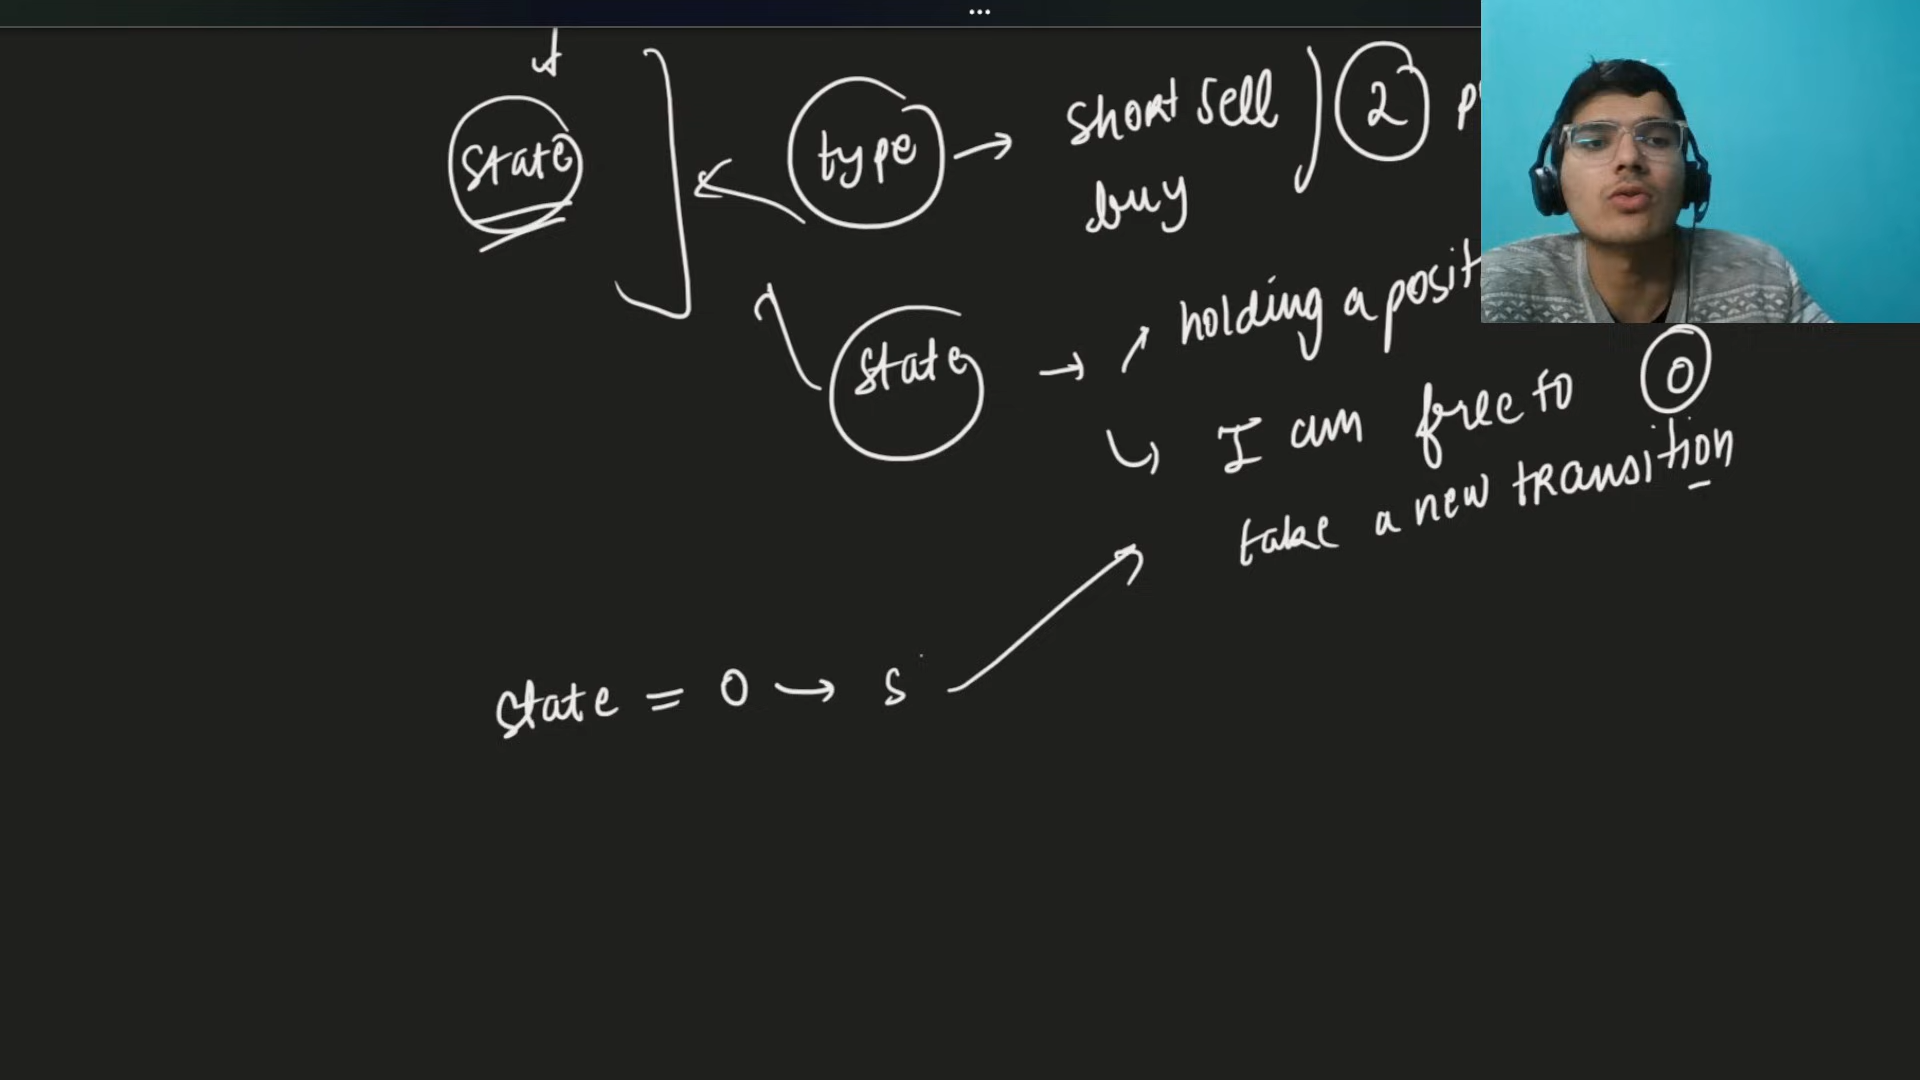 state
type → short sell
2
buy
state → holding a posit
I am free to 0
take a new transition
state = 0 → s